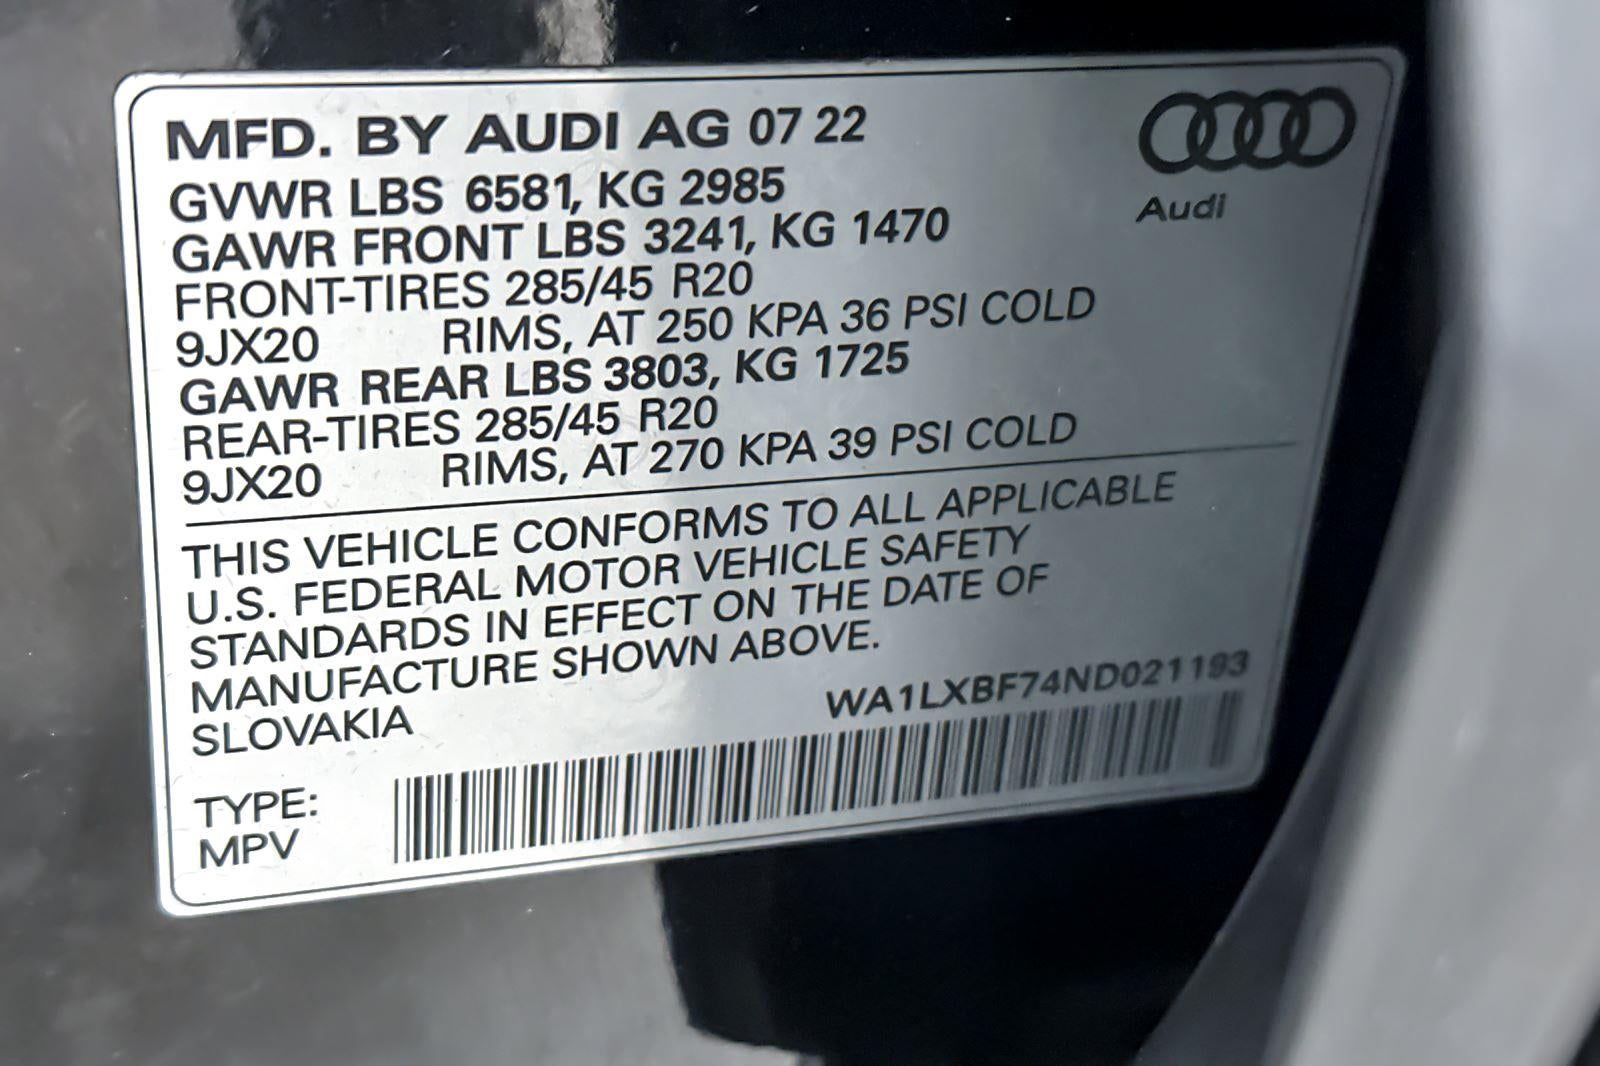 MFD. BY AUDI AG 07 22
GVWR LBS 6581, KG 2985
GAWR FRONT LBS 3241, KG 1470
FRONT-TIRES 285/45 R20
9JX20 RIMS, AT 250 KPA 36 PSI COLD
GAWR REAR LBS 3803, KG 1725
REAR-TIRES 285/45 R20
9JX20 RIMS, AT 270 KPA 39 PSI COLD
Audi
THIS VEHICLE CONFORMS TO ALL APPLICABLE
U.S. FEDERAL MOTOR VEHICLE SAFETY
STANDARDS IN EFFECT ON THE DATE OF
MANUFACTURE SHOWN ABOVE.
SLOVAKIA
WA1LXBF74ND021193
TYPE:
MPV